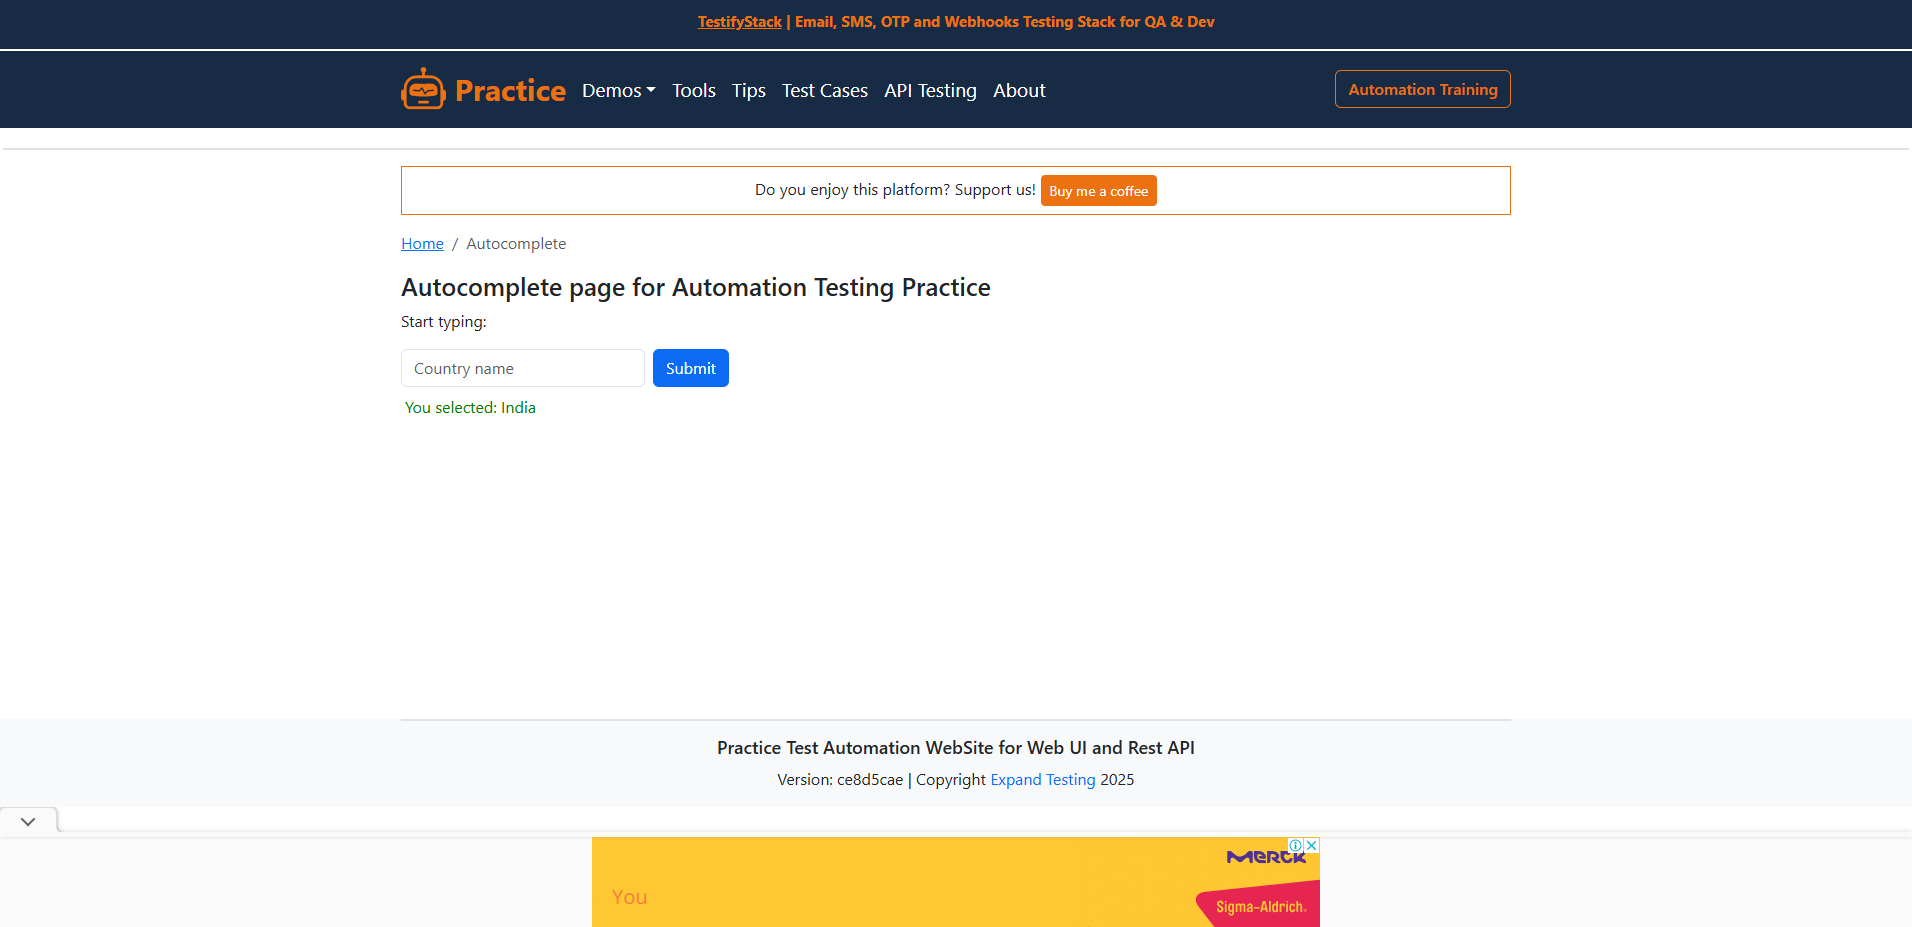 TestifyStack | Email, SMS, OTP and Webhooks Testing Stack for QA & Dev
Practice Demos Tools Tips Test Cases API Testing About Automation Training
Do you enjoy this platform? Support us! Buy me a coffee
Home / Autocomplete
Autocomplete page for Automation Testing Practice
Start typing:
Country name Submit
You selected: India
Practice Test Automation WebSite for Web UI and Rest API
Version: ce8d5cae | Copyright Expand Testing 2025
MERCK
You
Sigma-Aldrich.